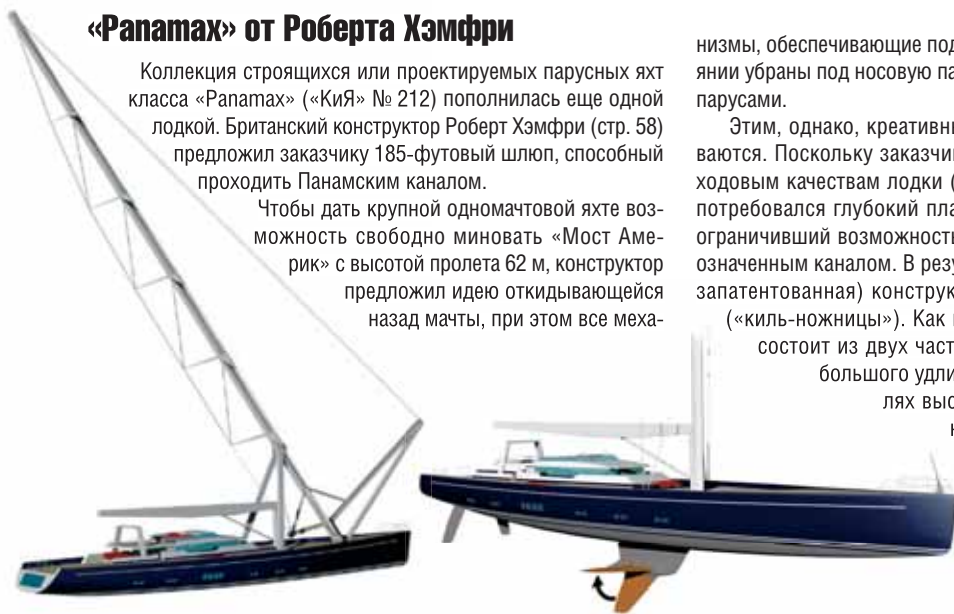 «Panamax» от Роберта Хэмфри
Коллекция строящихся или проектируемых парусных яхт
класса «Panamax» («КиЯ» № 212) пополнилась еще одной
лодкой. Британский конструктор Роберт Хэмфри (стр. 58)
предложил заказчику 185-футовый шлюп, способный
проходить Панамским каналом.
Чтобы дать крупной одномачтовой яхте воз-
можность свободно миновать «Мост Аме-
рик» с высотой пролета 62 м, конструктор
предложил идею откидывающейся
назад мачты, при этом все меха-
низмы, обеспечивающие под
янии убраны под носовую па
парусами.
Этим, однако, креативн
ваются. Поскольку заказчи
ходовым качествам лодки (
потребовался глубокий пла
ограничивший возможность
означенным каналом. В резу
запатентованная) конструк
(«киль-ножницы»). Как
состоит из двух част
большого удли
лях выс